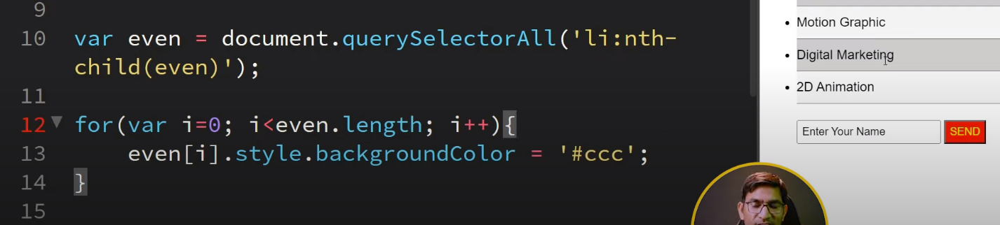 9
10 var even = document.querySelectorAll('li:nth-
child(even)');
11
12 for(var i=0; i<even.length; i++){
13 even[i].style.backgroundColor = '#ccc';
14 }
15
Motion Graphic
Digital Marketing
2D Animation
Enter Your Name SEND